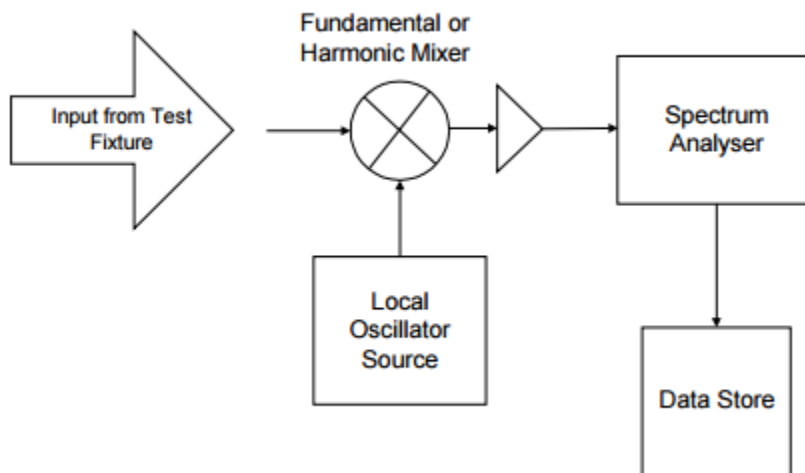 Fundamental or
Harmonic Mixer
Input from Test
Fixture
Spectrum
Analyser
Local
Oscillator
Source
Data Store